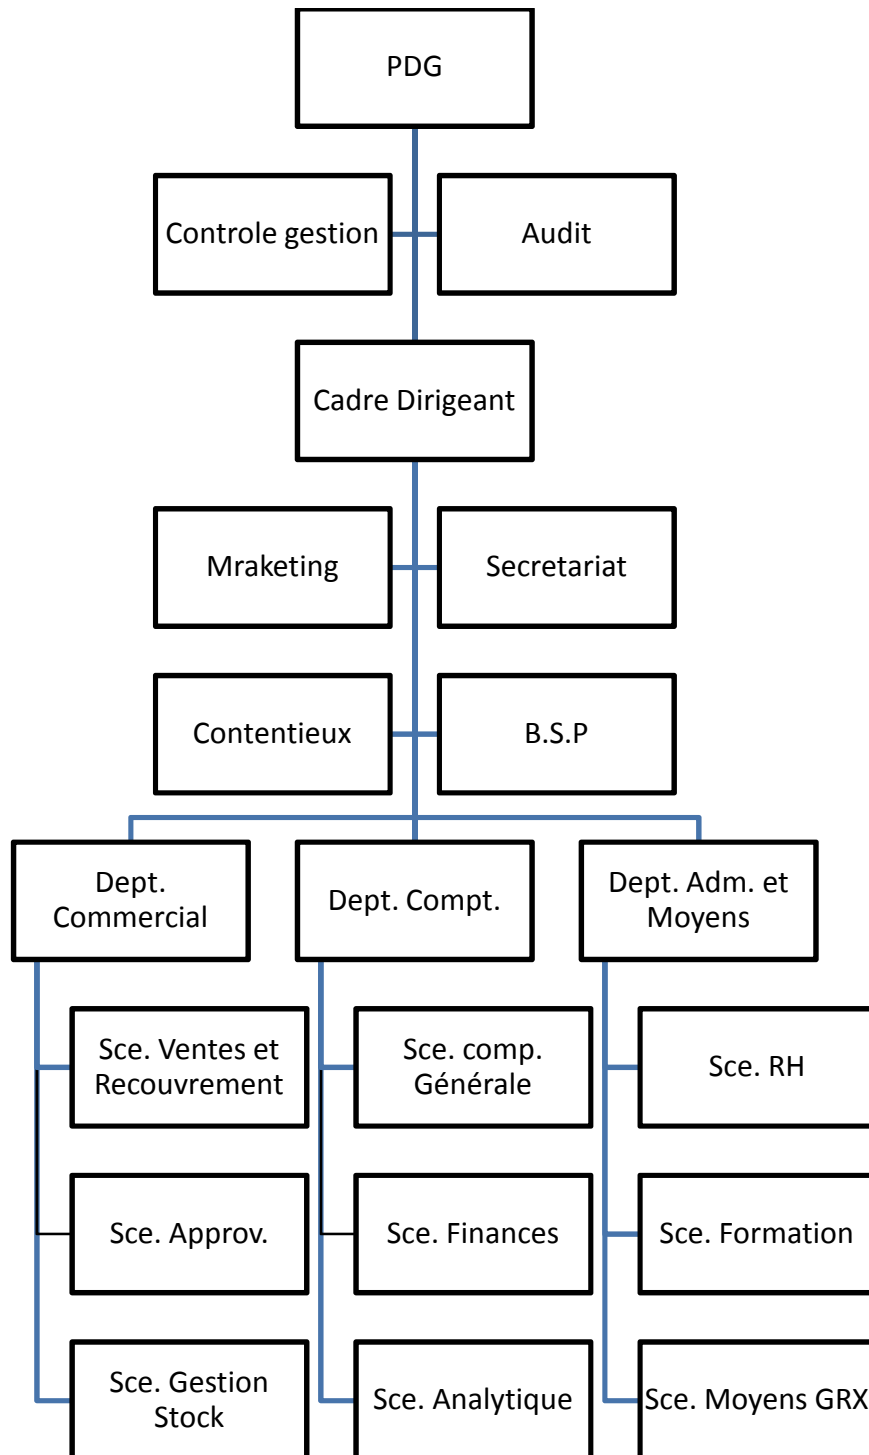 PDG
Controle gestion
Audit
Cadre Dirigeant
Mraketing
Secretariat
Contentieux
B.S.P
Dept.
Commercial
Dept. Compt.
Dept. Adm. et
Moyens
Sce. Ventes et
Recouvrement
Sce. comp.
Générale
Sce. RH
Sce. Approv.
Sce. Finances
Sce. Formation
Sce. Gestion
Stock
Sce. Analytique
Sce. Moyens GRX